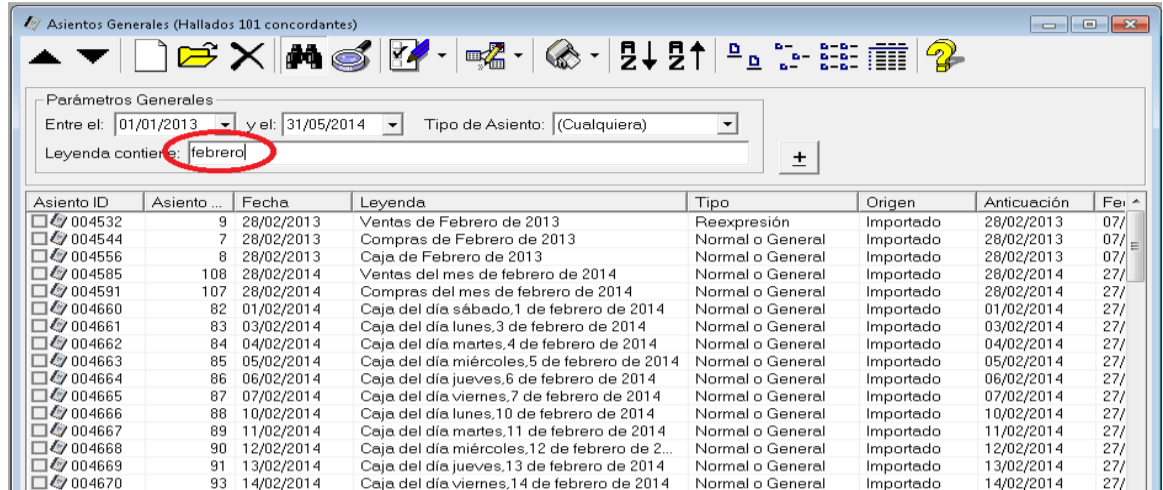 Asientos Generales (Hallados 101 concordantes)
Parámetros Generales
Entre el: 01/01/2013 y el: 31/05/2014 Tipo de Asiento: (Cualquiera)
Leyenda contiene: febrero
±
Asiento ID Asiento ... Fecha Leyenda Tipo Origen Anticuación Fe
004532 9 28/02/2013 Ventas de Febrero de 2013 Reexpresión Importado 28/02/2013 07/
004544 7 28/02/2013 Compras de Febrero de 2013 Normal o General Importado 28/02/2013 07/
004556 8 28/02/2013 Caja de Febrero de 2013 Normal o General Importado 28/02/2013 07/
004585 108 28/02/2014 Ventas del mes de febrero de 2014 Normal o General Importado 28/02/2014 27/
004591 107 28/02/2014 Compras del mes de febrero de 2014 Normal o General Importado 28/02/2014 27/
004660 82 01/02/2014 Caja del día sábado,1 de febrero de 2014 Normal o General Importado 01/02/2014 27/
004661 83 03/02/2014 Caja del día lunes,3 de febrero de 2014 Normal o General Importado 03/02/2014 27/
004662 84 04/02/2014 Caja del día martes,4 de febrero de 2014 Normal o General Importado 04/02/2014 27/
004663 85 05/02/2014 Caja del día miércoles,5 de febrero de 2014 Normal o General Importado 05/02/2014 27/
004664 86 06/02/2014 Caja del día jueves,6 de febrero de 2014 Normal o General Importado 06/02/2014 27/
004665 87 07/02/2014 Caja del día viernes,7 de febrero de 2014 Normal o General Importado 07/02/2014 27/
004666 88 10/02/2014 Caja del día lunes,10 de febrero de 2014 Normal o General Importado 10/02/2014 27/
004667 89 11/02/2014 Caja del día martes,11 de febrero de 2014 Normal o General Importado 11/02/2014 27/
004668 90 12/02/2014 Caja del día miércoles,12 de febrero de 2... Normal o General Importado 12/02/2014 27/
004669 91 13/02/2014 Caja del día jueves,13 de febrero de 2014 Normal o General Importado 13/02/2014 27/
004670 93 14/02/2014 Caja del día viernes,14 de febrero de 2014 Normal o General Importado 14/02/2014 27/